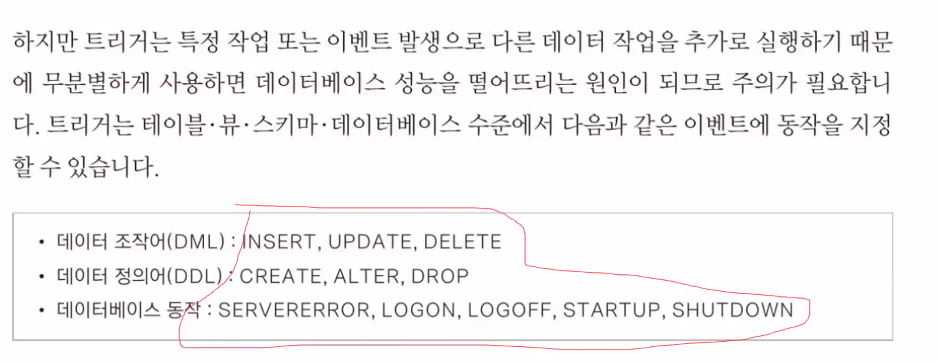 하지만 트리거는 특정 작업 또는 이벤트 발생으로 다른 데이터 작업을 추가로 실행하기 때문
에 무분별하게 사용하면 데이터베이스 성능을 떨어뜨리는 원인이 되므로 주의가 필요합니
다. 트리거는 테이블·뷰·스키마·데이터베이스 수준에서 다음과 같은 이벤트에 동작을 지정
할 수 있습니다.
• 데이터 조작어(DML) : INSERT, UPDATE, DELETE
• 데이터 정의어(DDL) : CREATE, ALTER, DROP
• 데이터베이스 동작 : SERVERERROR, LOGON, LOGOFF, STARTUP, SHUTDOWN